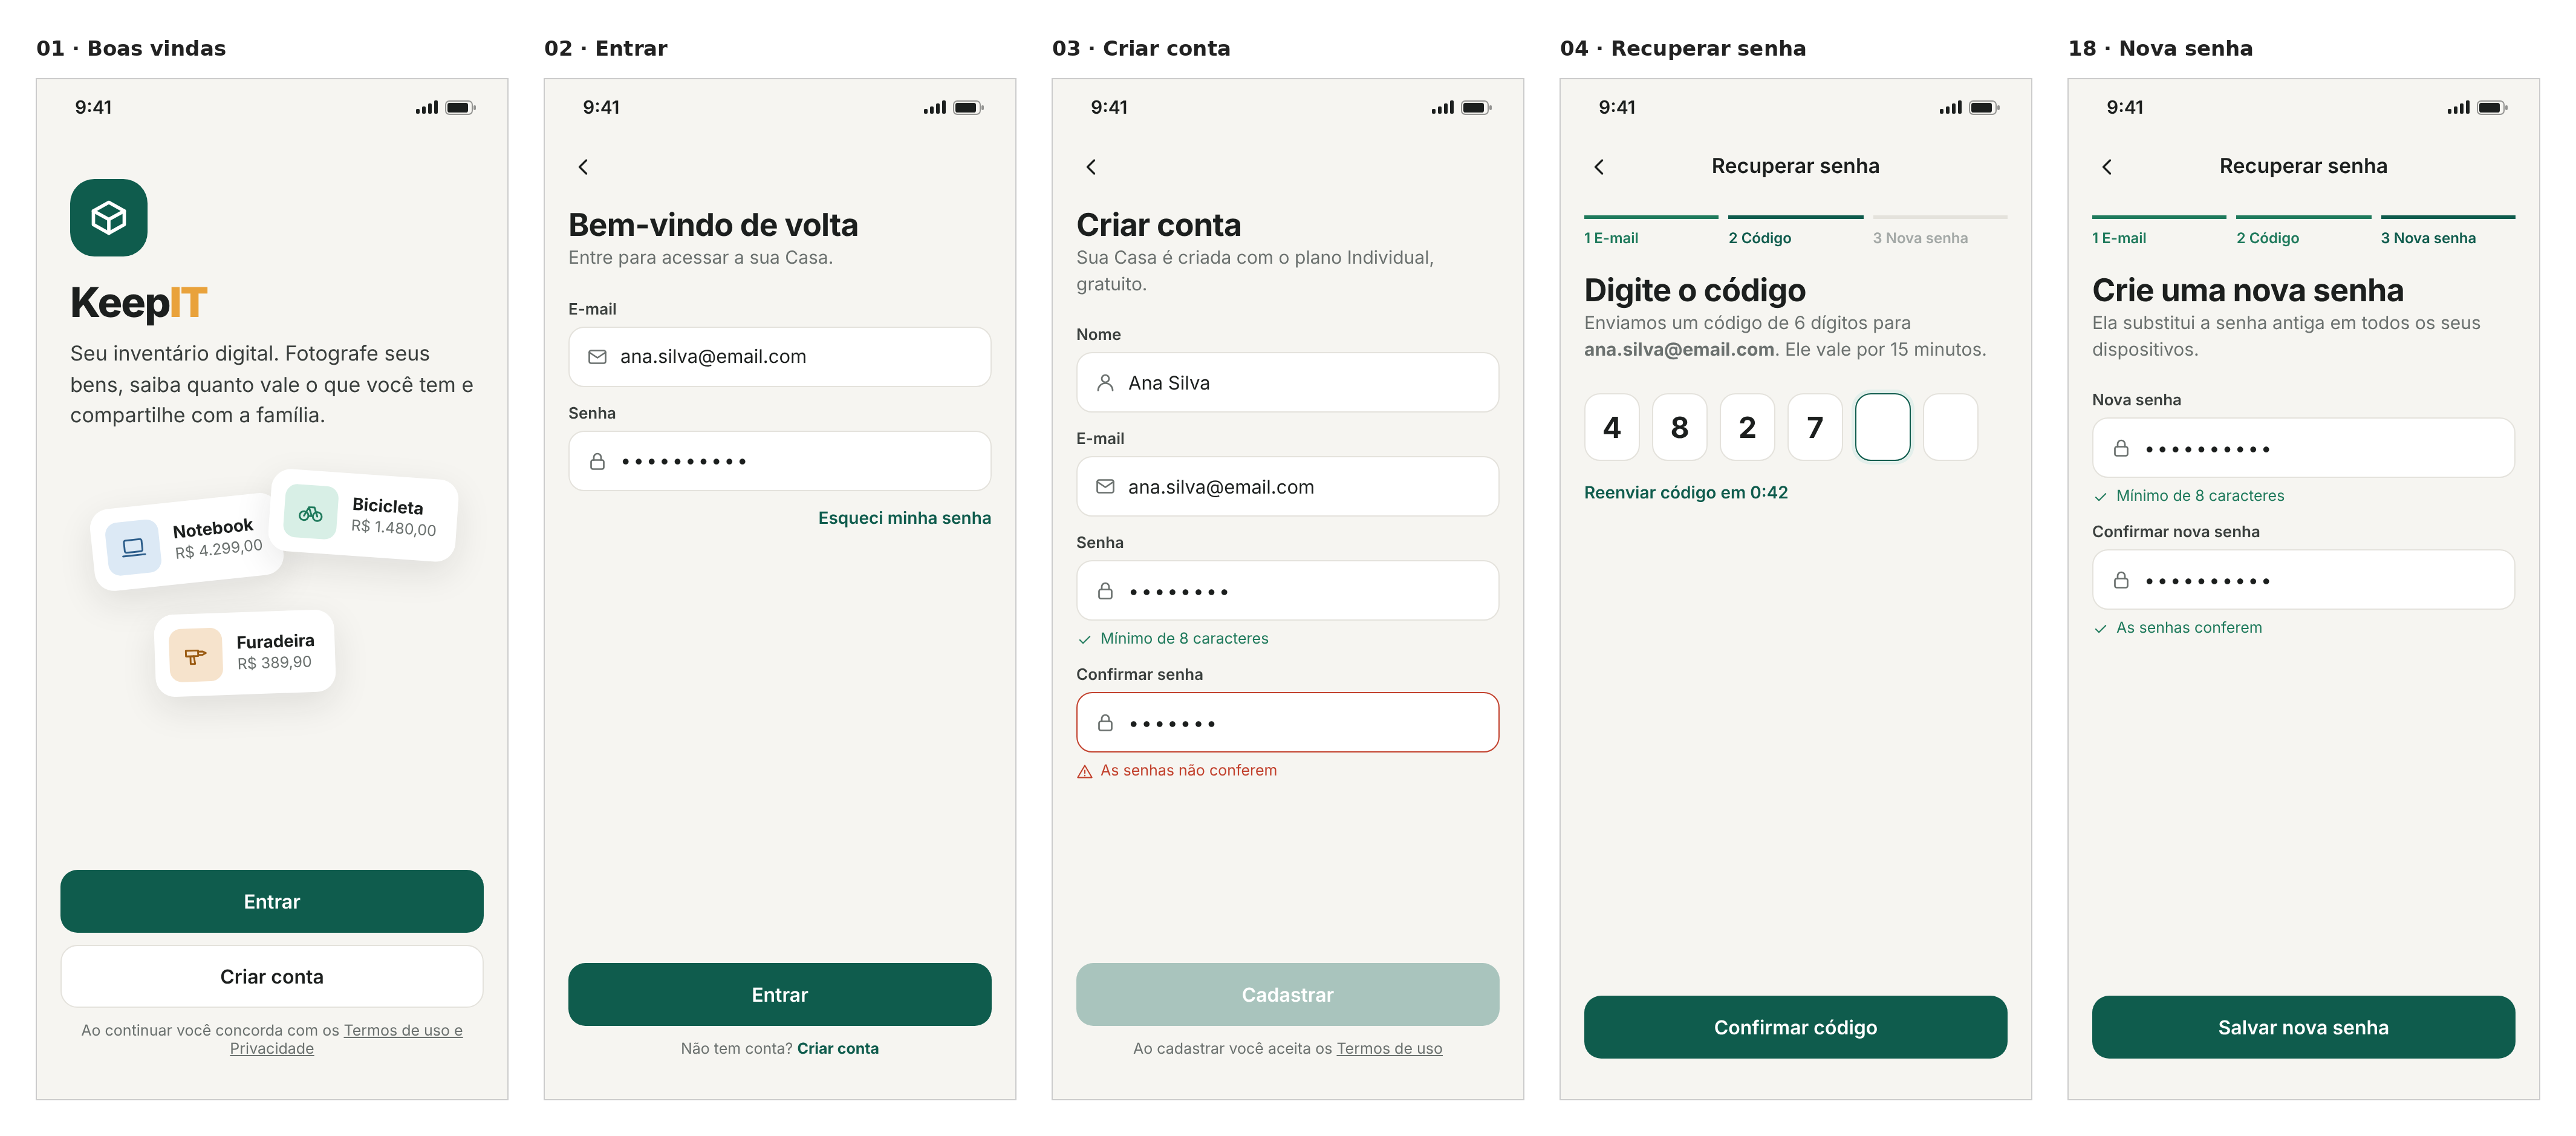 01 · Boas vindas
9:41
KeepIT
Seu inventário digital. Fotografe seus
bens, saiba quanto vale o que você tem e
compartilhe com a família.
Notebook
R$ 4.299,00
Bicicleta
R$ 1.480,00
Furadeira
R$ 389,90
Entrar
Criar conta
Ao continuar você concorda com os Termos de uso e
Privacidade
02 · Entrar
9:41
Bem-vindo de volta
Entre para acessar a sua Casa.
E-mail
ana.silva@email.com
Senha
••••••••••
Esqueci minha senha
Entrar
Não tem conta? Criar conta
03 · Criar conta
9:41
Criar conta
Sua Casa é criada com o plano Individual,
gratuito.
Nome
Ana Silva
E-mail
ana.silva@email.com
Senha
••••••••
Mínimo de 8 caracteres
Confirmar senha
•••••••
As senhas não conferem
Cadastrar
Ao cadastrar você aceita os Termos de uso
04 · Recuperar senha
9:41
Recuperar senha
1 E-mail
2 Código
3 Nova senha
Digite o código
Enviamos um código de 6 dígitos para
ana.silva@email.com. Ele vale por 15 minutos.
4 8 2 7
Reenviar código em 0:42
Confirmar código
18 · Nova senha
9:41
Recuperar senha
1 E-mail
2 Código
3 Nova senha
Crie uma nova senha
Ela substitui a senha antiga em todos os seus
dispositivos.
Nova senha
••••••••••
Mínimo de 8 caracteres
Confirmar nova senha
••••••••••
As senhas conferem
Salvar nova senha